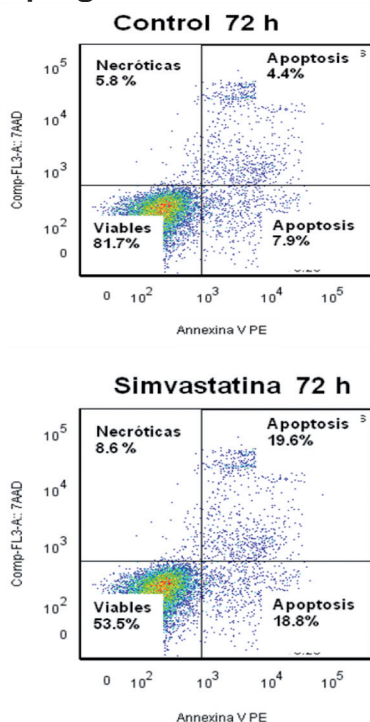 Control 72 h
Necróticas
5.8 %
Apoptosis
4.4%
Viables
81.7%
Apoptosis
7.9%
10^5
10^4
10^3
10^2
0
Comp-FL3-A:: 7AAD
0 10^2 10^3 10^4 10^5
Annexina V PE
Simvastatina 72 h
Necróticas
8.6 %
Apoptosis
19.6%
Viables
53.5%
Apoptosis
18.8%
10^5
10^4
10^3
10^2
0
Comp-FL3-A:: 7AAD
0 10^2 10^3 10^4 10^5
Annexina V PE